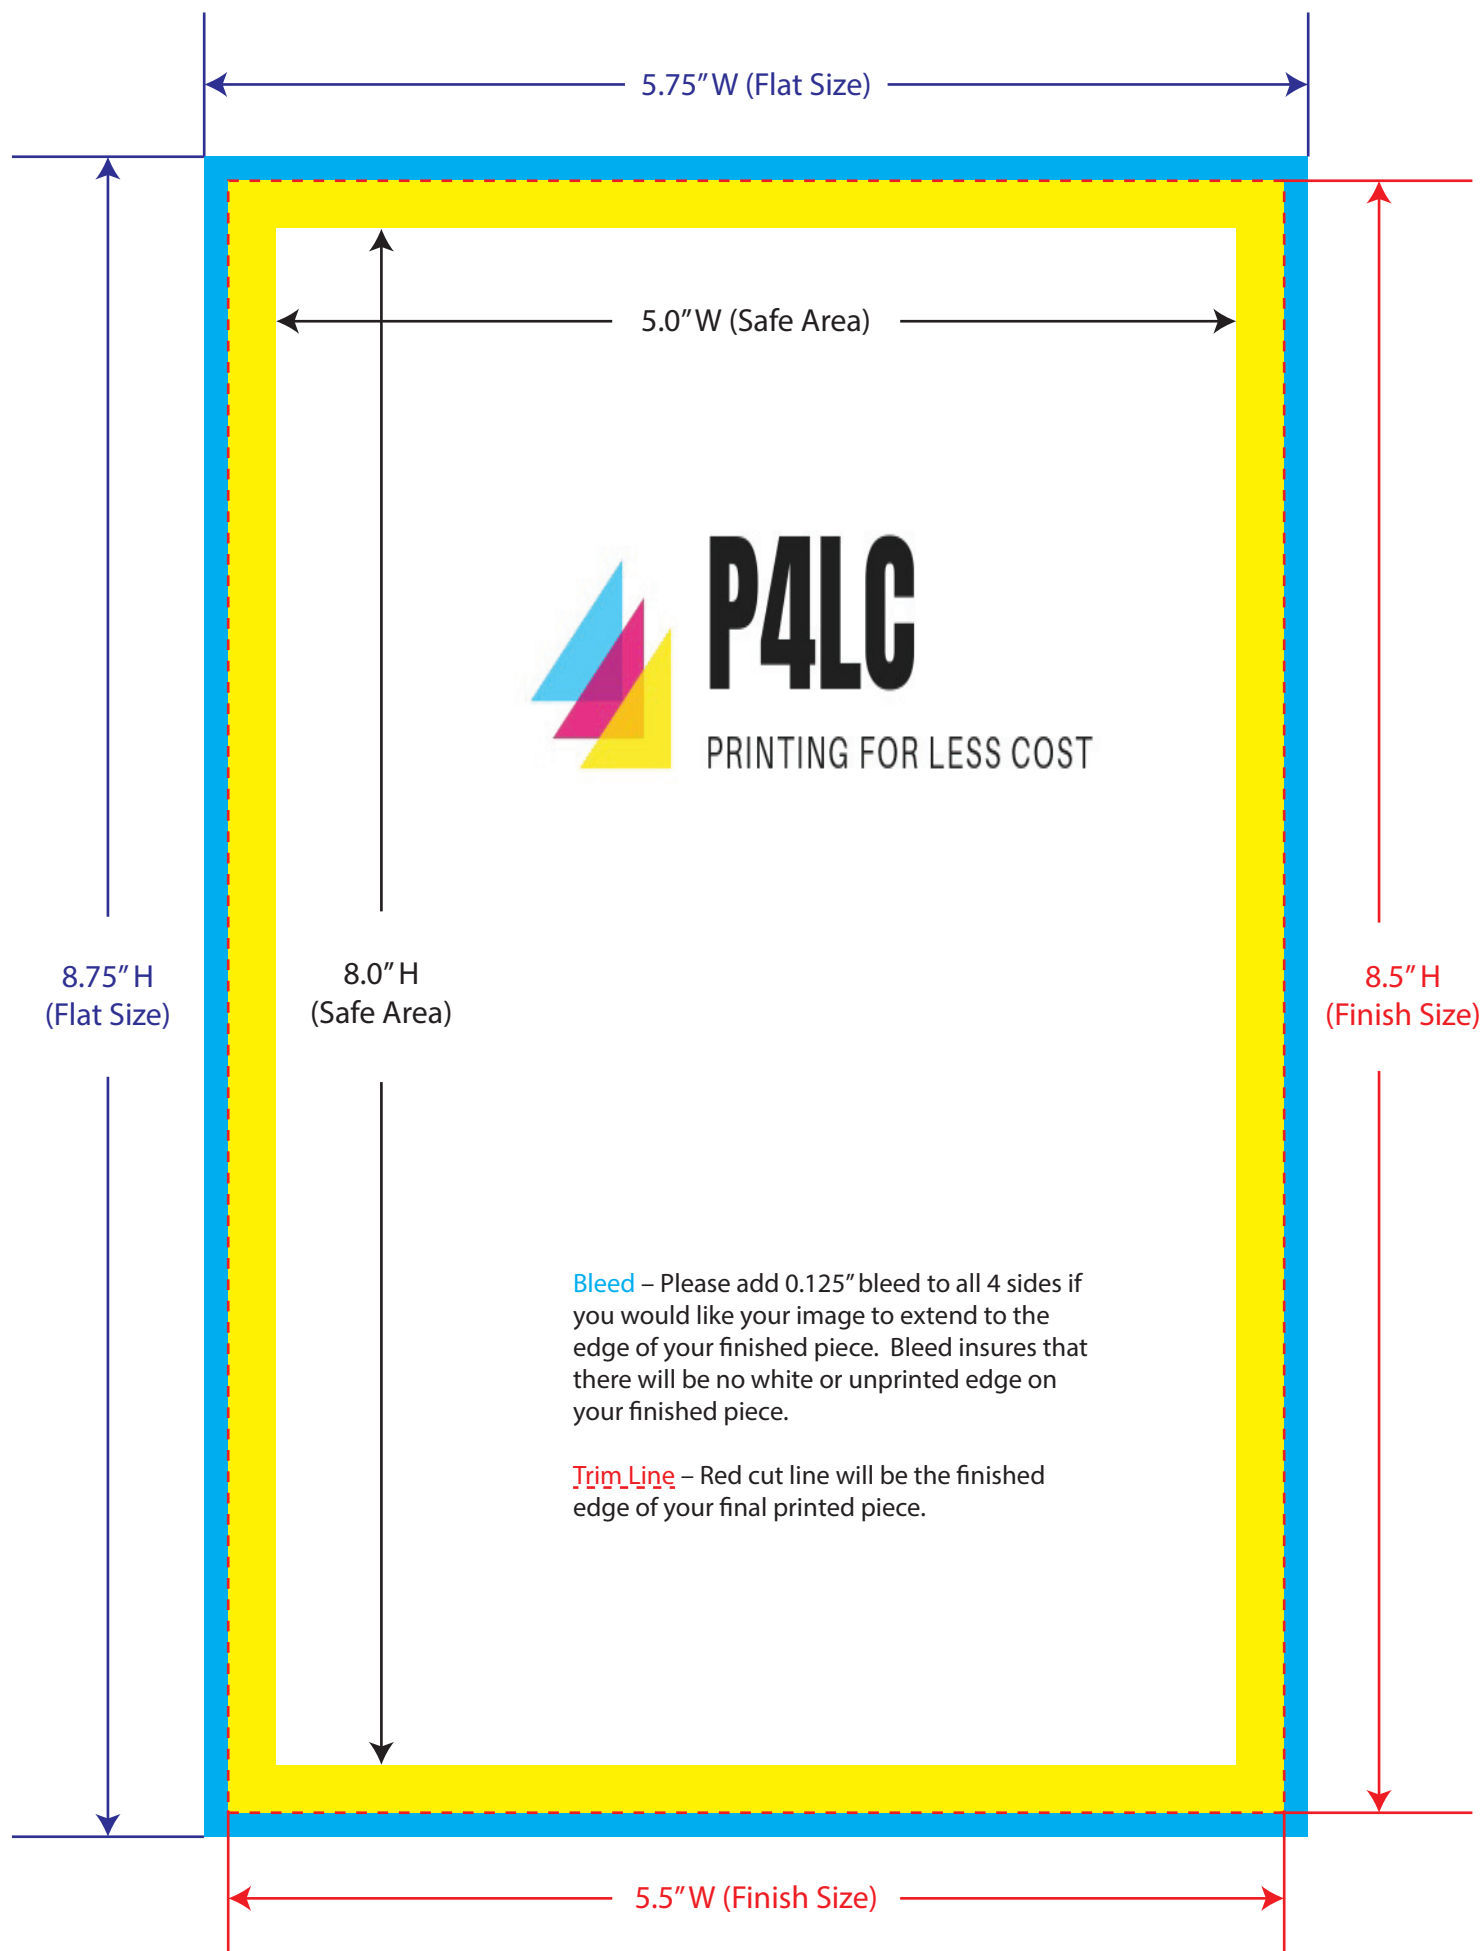 5.75" W (Flat Size)
5.0" W (Safe Area)
P4LC
PRINTING FOR LESS COST
8.75" H
(Flat Size)
8.0" H
(Safe Area)
8.5" H
(Finish Size)
Bleed – Please add 0.125" bleed to all 4 sides if
you would like your image to extend to the
edge of your finished piece.  Bleed insures that
there will be no white or unprinted edge on
your finished piece.
Trim Line – Red cut line will be the finished
edge of your final printed piece.
5.5" W (Finish Size)